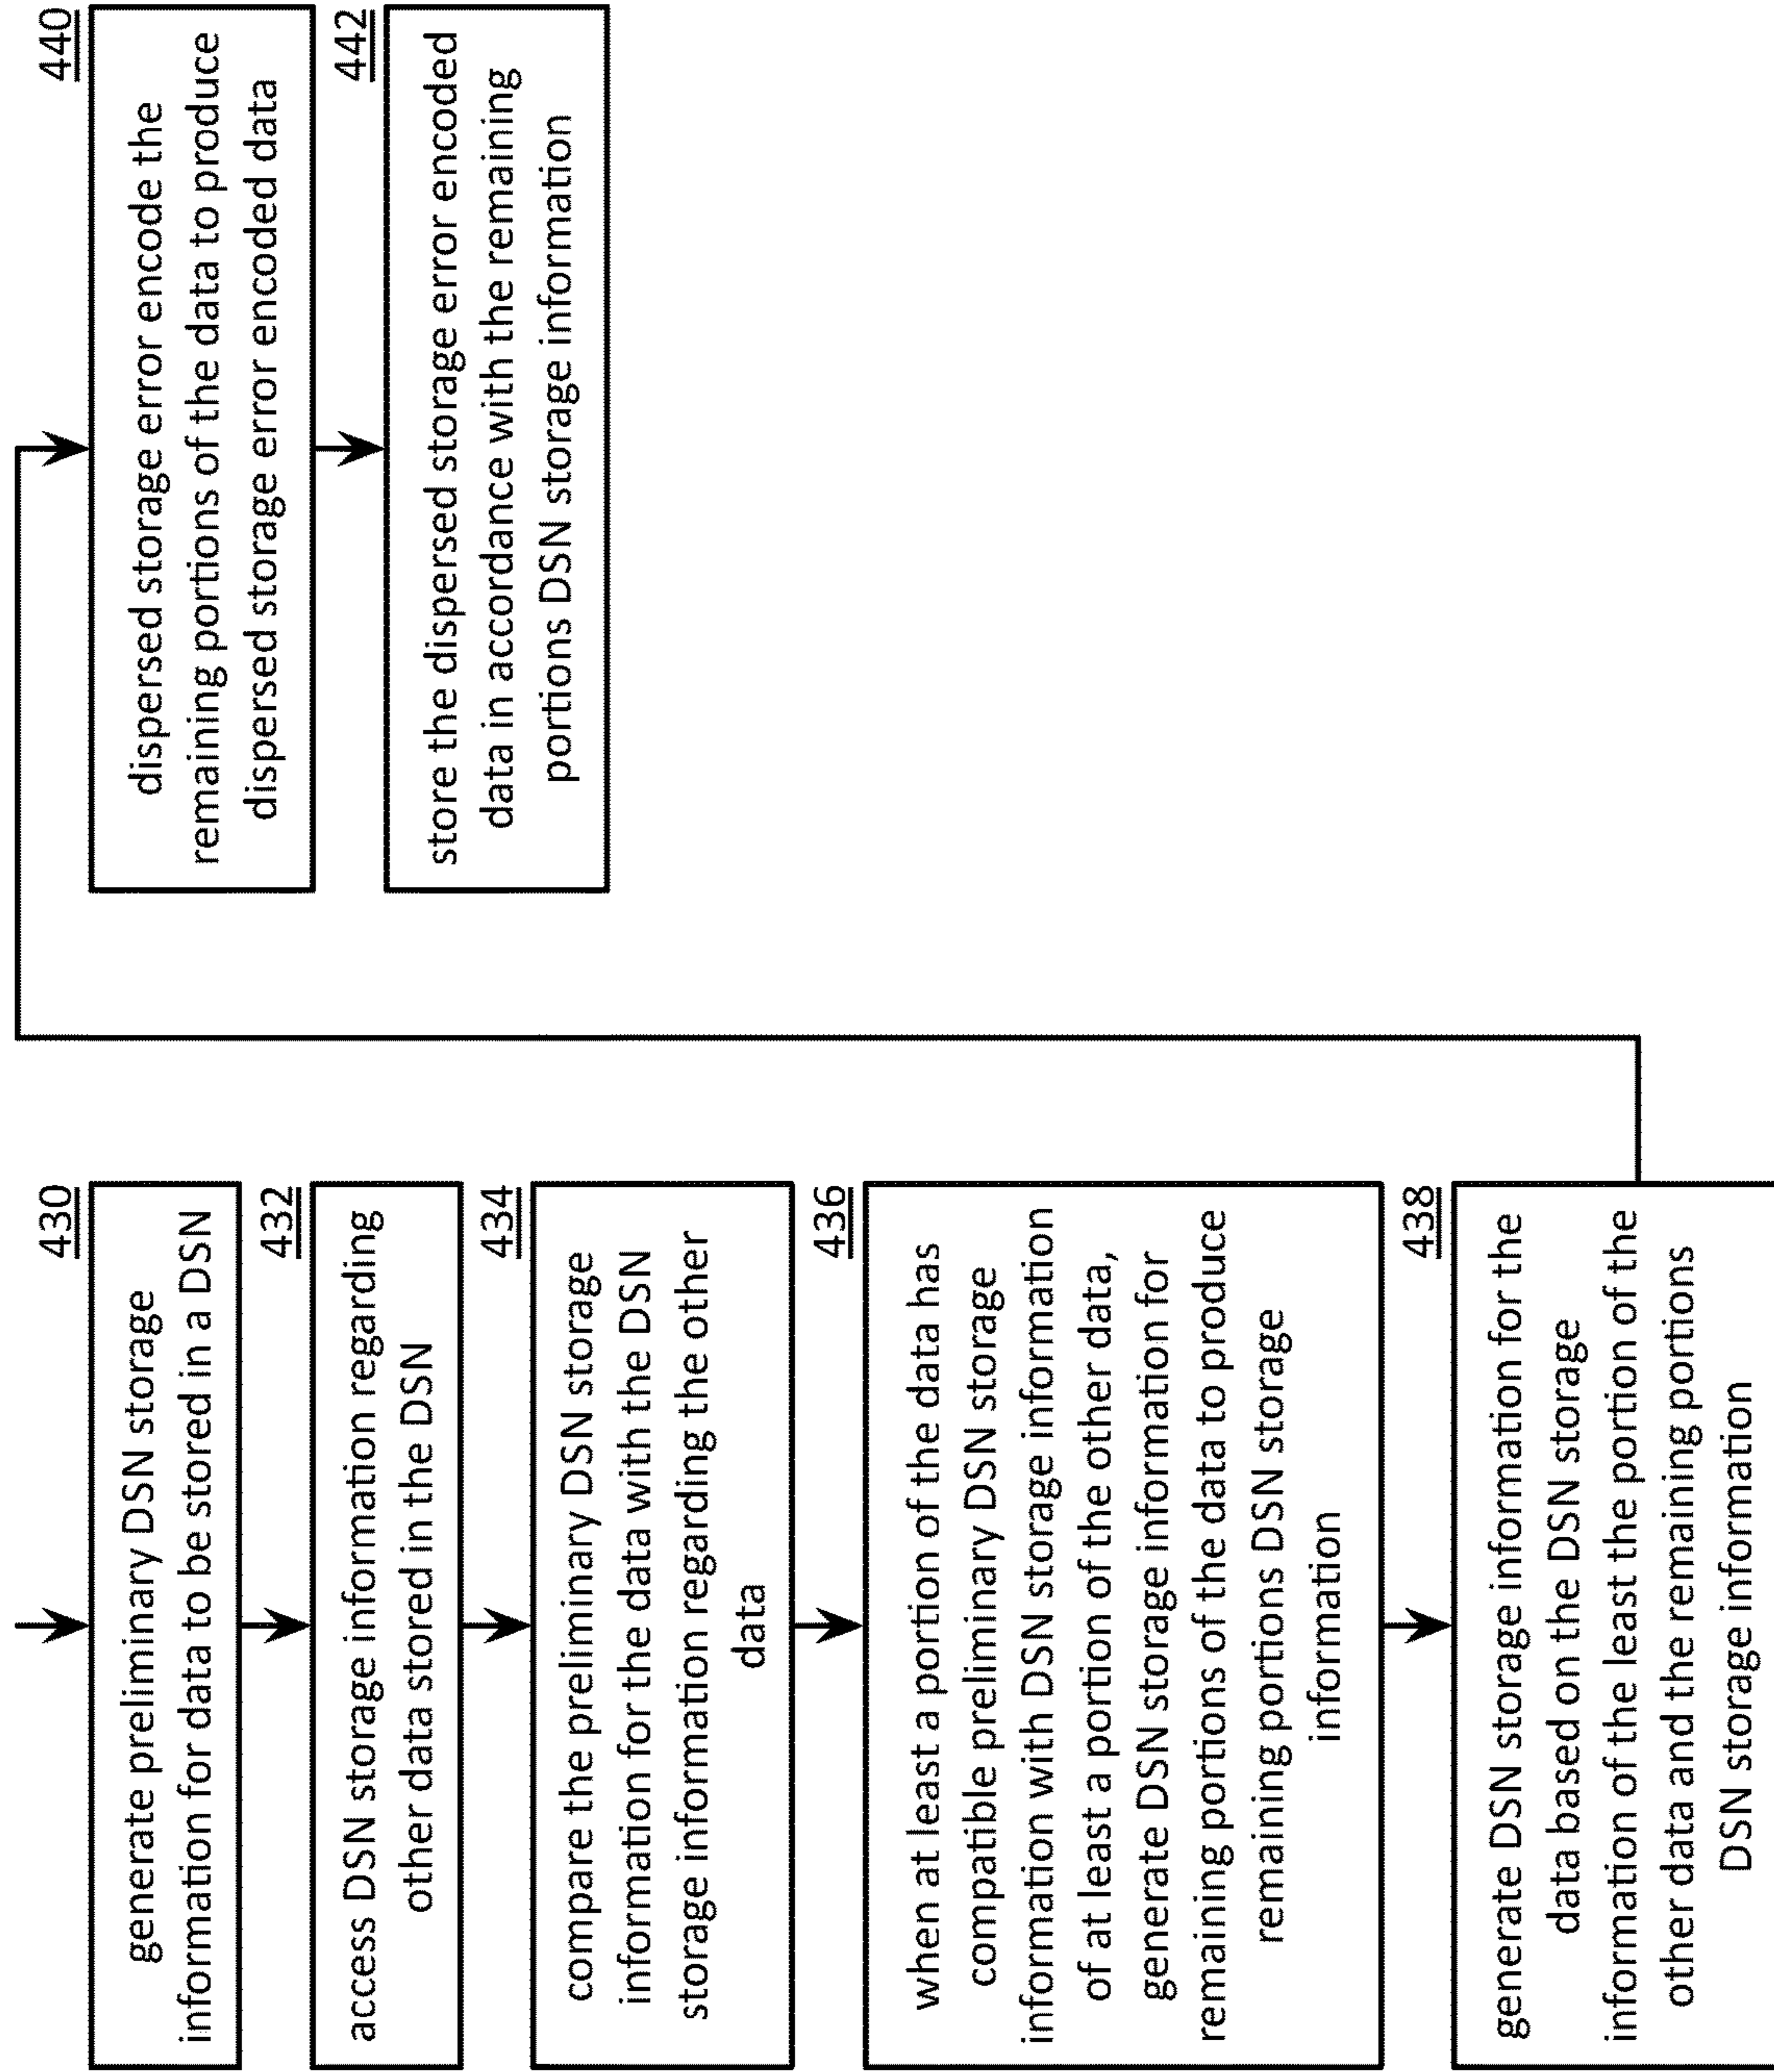 430
generate preliminary DSN storage
information for data to be stored in a DSN
432
access DSN storage information regarding
other data stored in the DSN
434
compare the preliminary DSN storage
information for the data with the DSN
storage information regarding the other
data
436
when at least a portion of the data has
compatible preliminary DSN storage
information with DSN storage information
of at least a portion of the other data,
generate DSN storage information for
remaining portions of the data to produce
remaining portions DSN storage
information
438
generate DSN storage information for the
data based on the DSN storage
information of the least the portion of the
other data and the remaining portions
DSN storage information
440
dispersed storage error encode the
remaining portions of the data to produce
dispersed storage error encoded data
442
store the dispersed storage error encoded
data in accordance with the remaining
portions DSN storage information